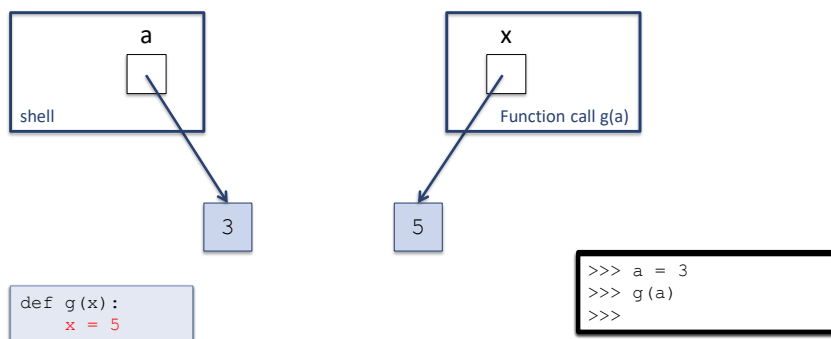 a
x
shell
Function call g(a)
3
5
def g(x):
    x = 5
>>> a = 3
>>> g(a)
>>>